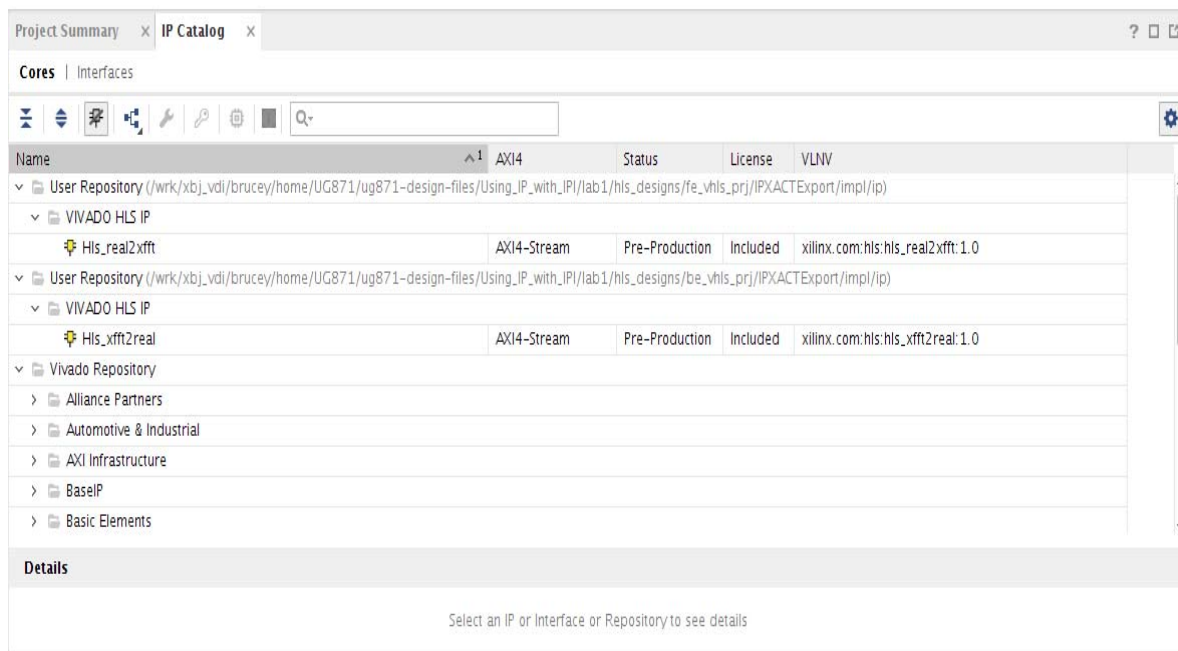 Project Summary × IP Catalog ×
?
Cores | Interfaces
Name 1 AXI4 Status License VLNV
User Repository (/wrk/xbj_vdi/brucey/home/UG871/ug871-design-files/Using_IP_with_IPI/lab1/hls_designs/fe_vhls_prj/IPXACTExport/impl/ip)
VIVADO HLS IP
Hls_real2xfft AXI4-Stream Pre-Production Included xilinx.com:hls:hls_real2xfft:1.0
User Repository (/wrk/xbj_vdi/brucey/home/UG871/ug871-design-files/Using_IP_with_IPI/lab1/hls_designs/be_vhls_prj/IPXACTExport/impl/ip)
VIVADO HLS IP
Hls_xfft2real AXI4-Stream Pre-Production Included xilinx.com:hls:hls_xfft2real:1.0
Vivado Repository
Alliance Partners
Automotive & Industrial
AXI Infrastructure
BaseIP
Basic Elements
Details
Select an IP or Interface or Repository to see details